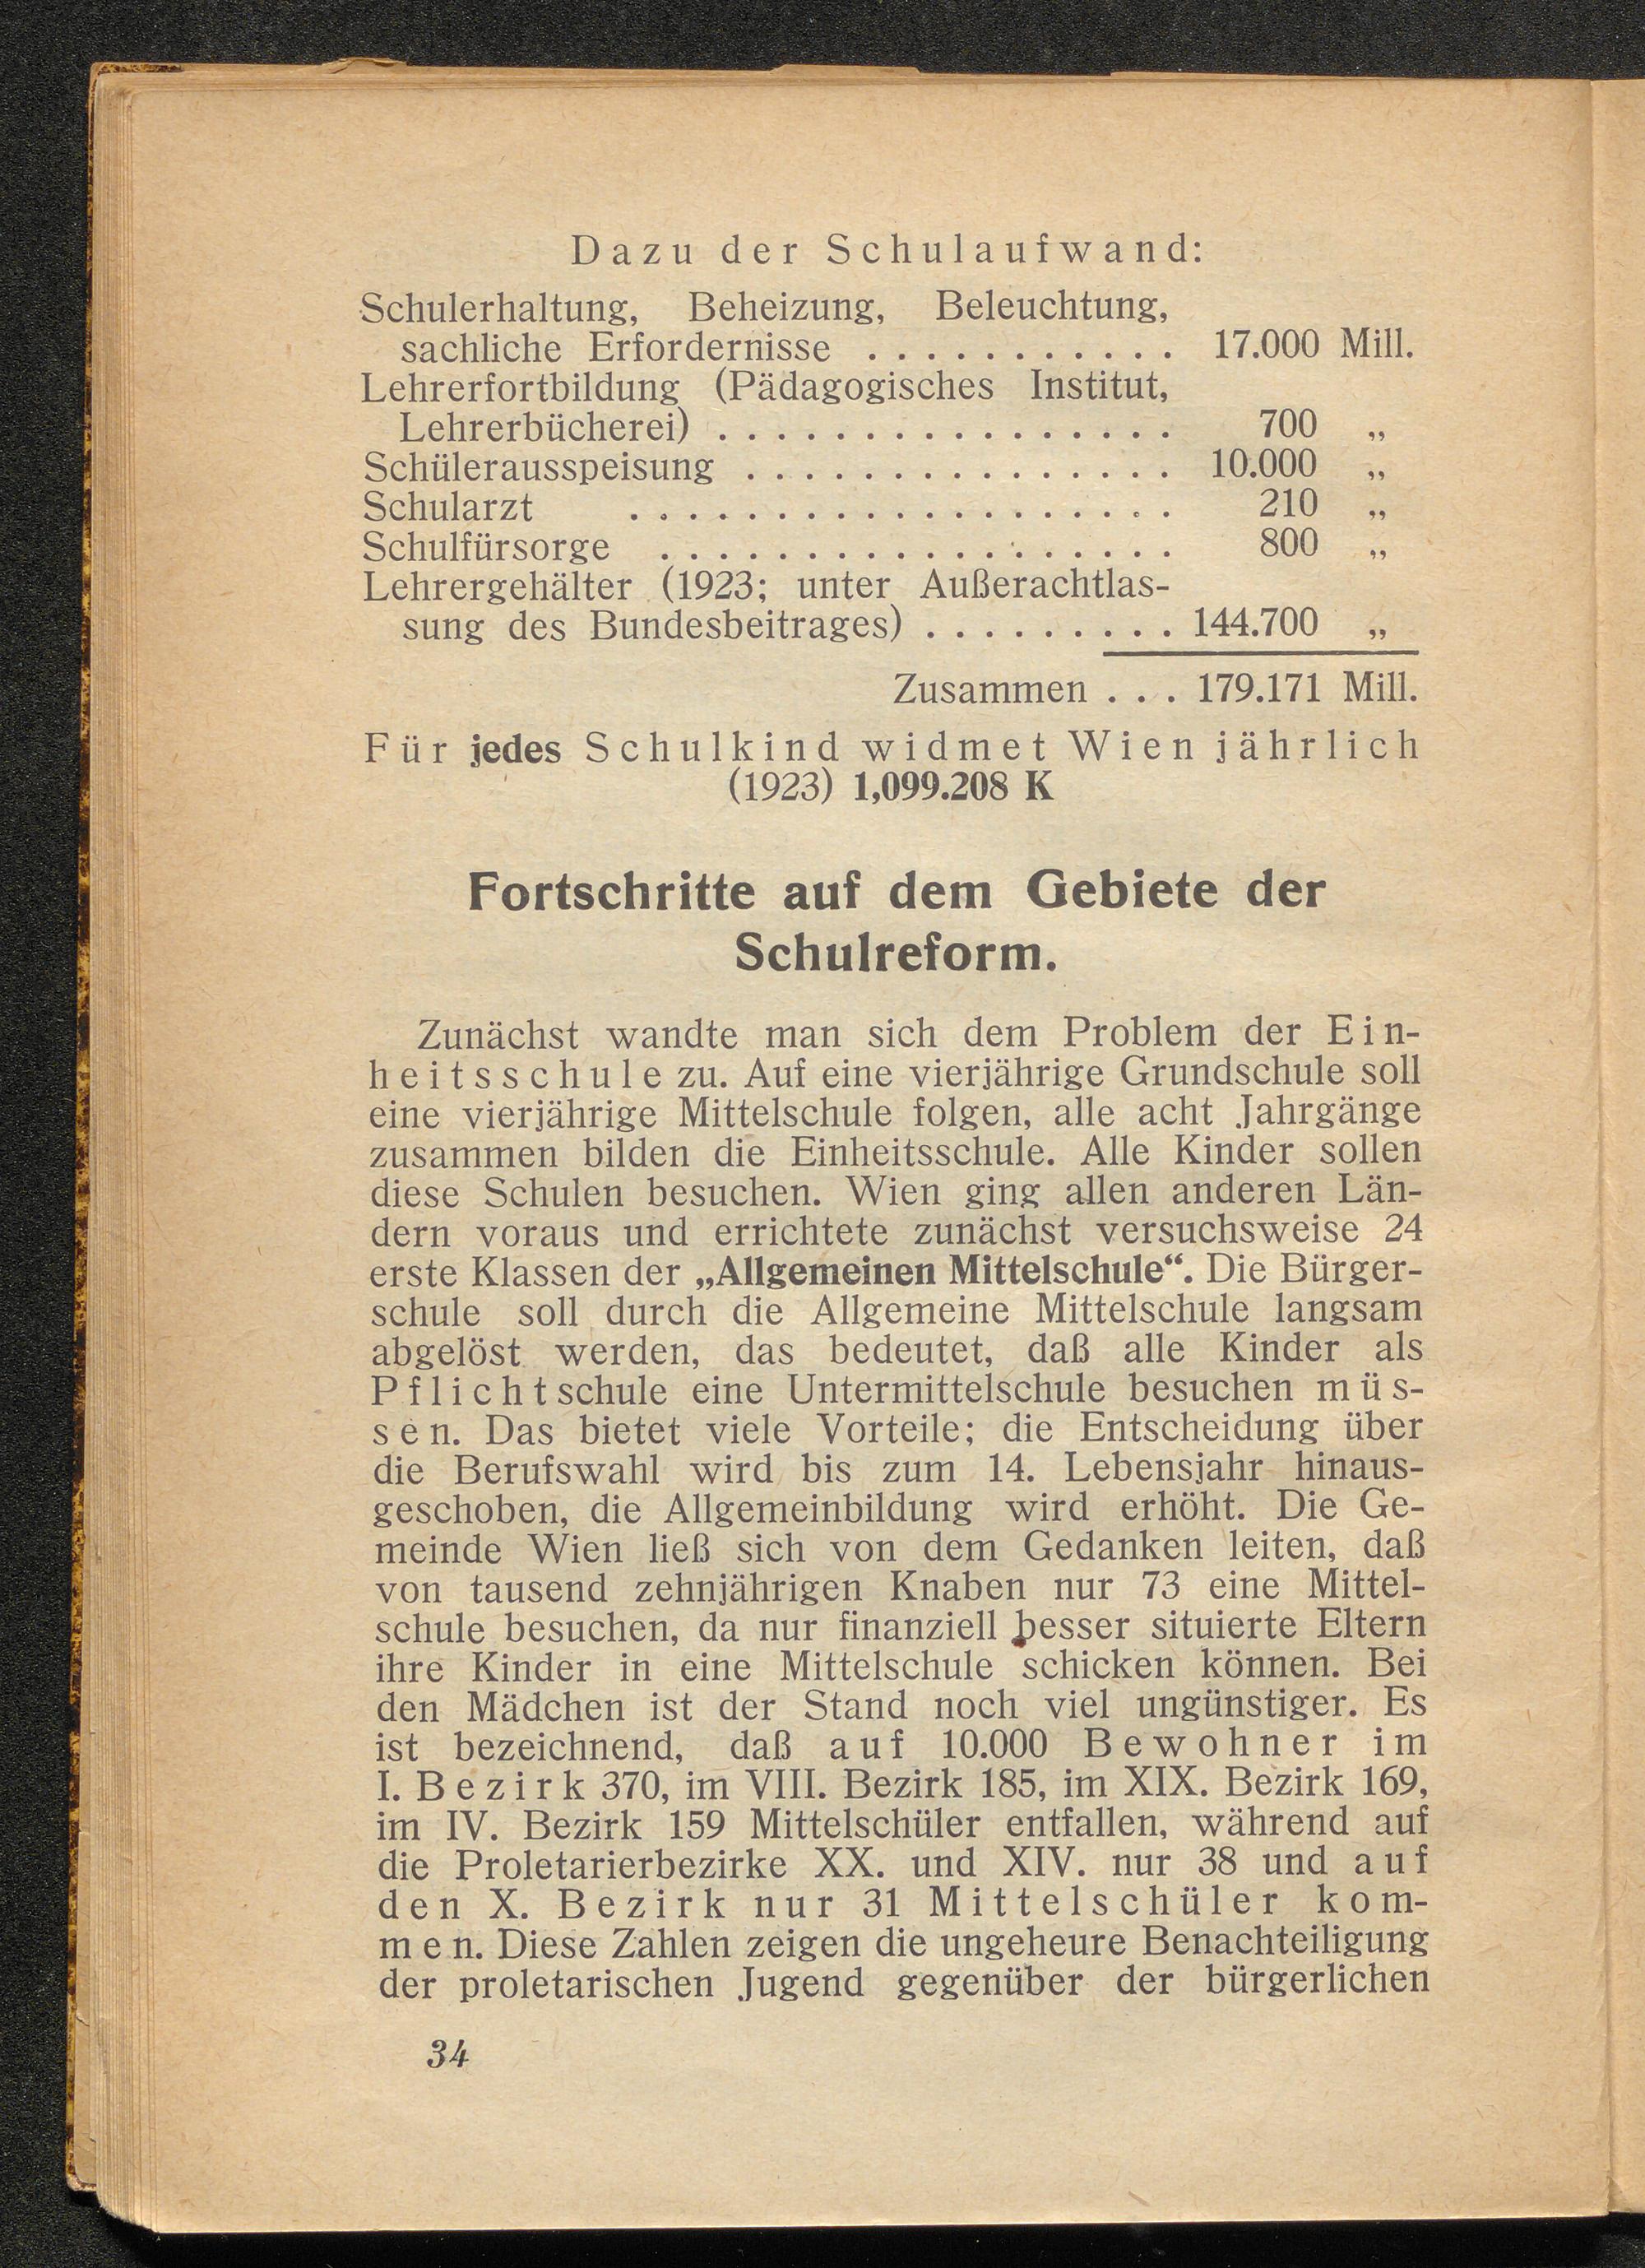 Dazu der Schulaufwand:
Schulerhaltung, Beheizung, Beleuchtung,
sachliche Erfordernisse . . . . . . . . . . . 17.000 Mill.
Lehrerfortbildung (Pädagogisches Institut,
Lehrerbücherei) . . . . . . . . . . . . . . . . 700 „
Schülerausspeisung . . . . . . . . . . . . . . . 10.000 „
Schularzt . . . . . . . . . . . . . . . . . . . 210 „
Schulfürsorge . . . . . . . . . . . . . . . . . . 800 „
Lehrergehälter (1923; unter Außerachtlas-
sung des Bundesbeitrages) . . . . . . . . . 144.700 „
Zusammen . . . 179.171 Mill.
Für jedes Schulkind widmet Wien jährlich
(1923) 1,099.208 K
Fortschritte auf dem Gebiete der
Schulreform.
Zunächst wandte man sich dem Problem der Ein-
heitsschule zu. Auf eine vierjährige Grundschule soll
eine vierjährige Mittelschule folgen, alle acht Jahrgänge
zusammen bilden die Einheitsschule. Alle Kinder sollen
diese Schulen besuchen. Wien ging allen anderen Län-
dern voraus und errichtete zunächst versuchsweise 24
erste Klassen der „Allgemeinen Mittelschule“. Die Bürger-
schule soll durch die Allgemeine Mittelschule langsam
abgelöst werden, das bedeutet, daß alle Kinder als
Pflichtschule eine Untermittelschule besuchen müs-
sen. Das bietet viele Vorteile; die Entscheidung über
die Berufswahl wird bis zum 14. Lebensjahr hinaus-
geschoben, die Allgemeinbildung wird erhöht. Die Ge-
meinde Wien ließ sich von dem Gedanken leiten, daß
von tausend zehnjährigen Knaben nur 73 eine Mittel-
schule besuchen, da nur finanziell besser situierte Eltern
ihre Kinder in eine Mittelschule schicken können. Bei
den Mädchen ist der Stand noch viel ungünstiger. Es
ist bezeichnend, daß auf 10.000 Bewohner im
I. Bezirk 370, im VIII. Bezirk 185, im XIX. Bezirk 169,
im IV. Bezirk 159 Mittelschüler entfallen, während auf
die Proletarierbezirke XX. und XIV. nur 38 und auf
den X. Bezirk nur 31 Mittelschüler kom-
men. Diese Zahlen zeigen die ungeheure Benachteiligung
der proletarischen Jugend gegenüber der bürgerlichen
34